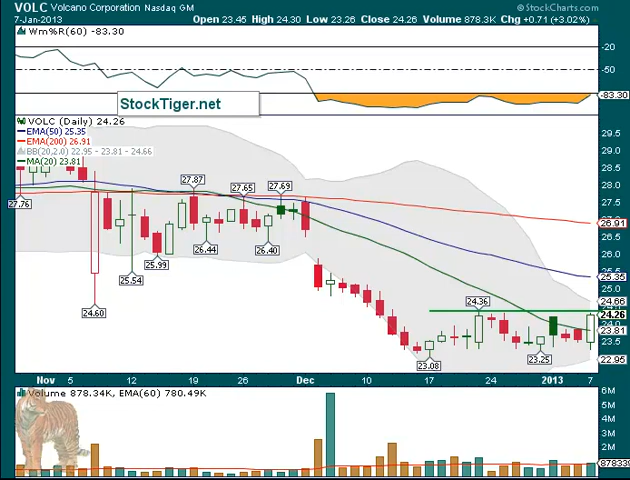 VOLC Volcano Corporation Nasdaq GM © StockCharts.com
7-Jan-2013 Open 23.45 High 24.30 Low 23.26 Close 24.26 Volume 878.3K Chg +0.71 (+3.02%)
Wm%R(60) -83.30
-20
-50
-83.30
StockTiger.net
VOLC (Daily) 24.26
EMA(50) 25.35
EMA(200) 26.91
BB(20,2.0) 22.95 - 23.81 - 24.66
MA(20) 23.81
29.5
29.0
28.5
28.0
27.5
26.91
26.5
26.0
25.35
25.0
24.66
24.26
23.81
23.5
22.95
27.76
27.87
27.65
27.69
26.44
26.40
25.99
25.54
24.60
24.36
23.08
23.25
Nov 5 12 19 26 Dec 10 17 24 2013 7
Volume 878.34K, EMA(60) 780.49K
6M
5M
4M
3M
2M
878339